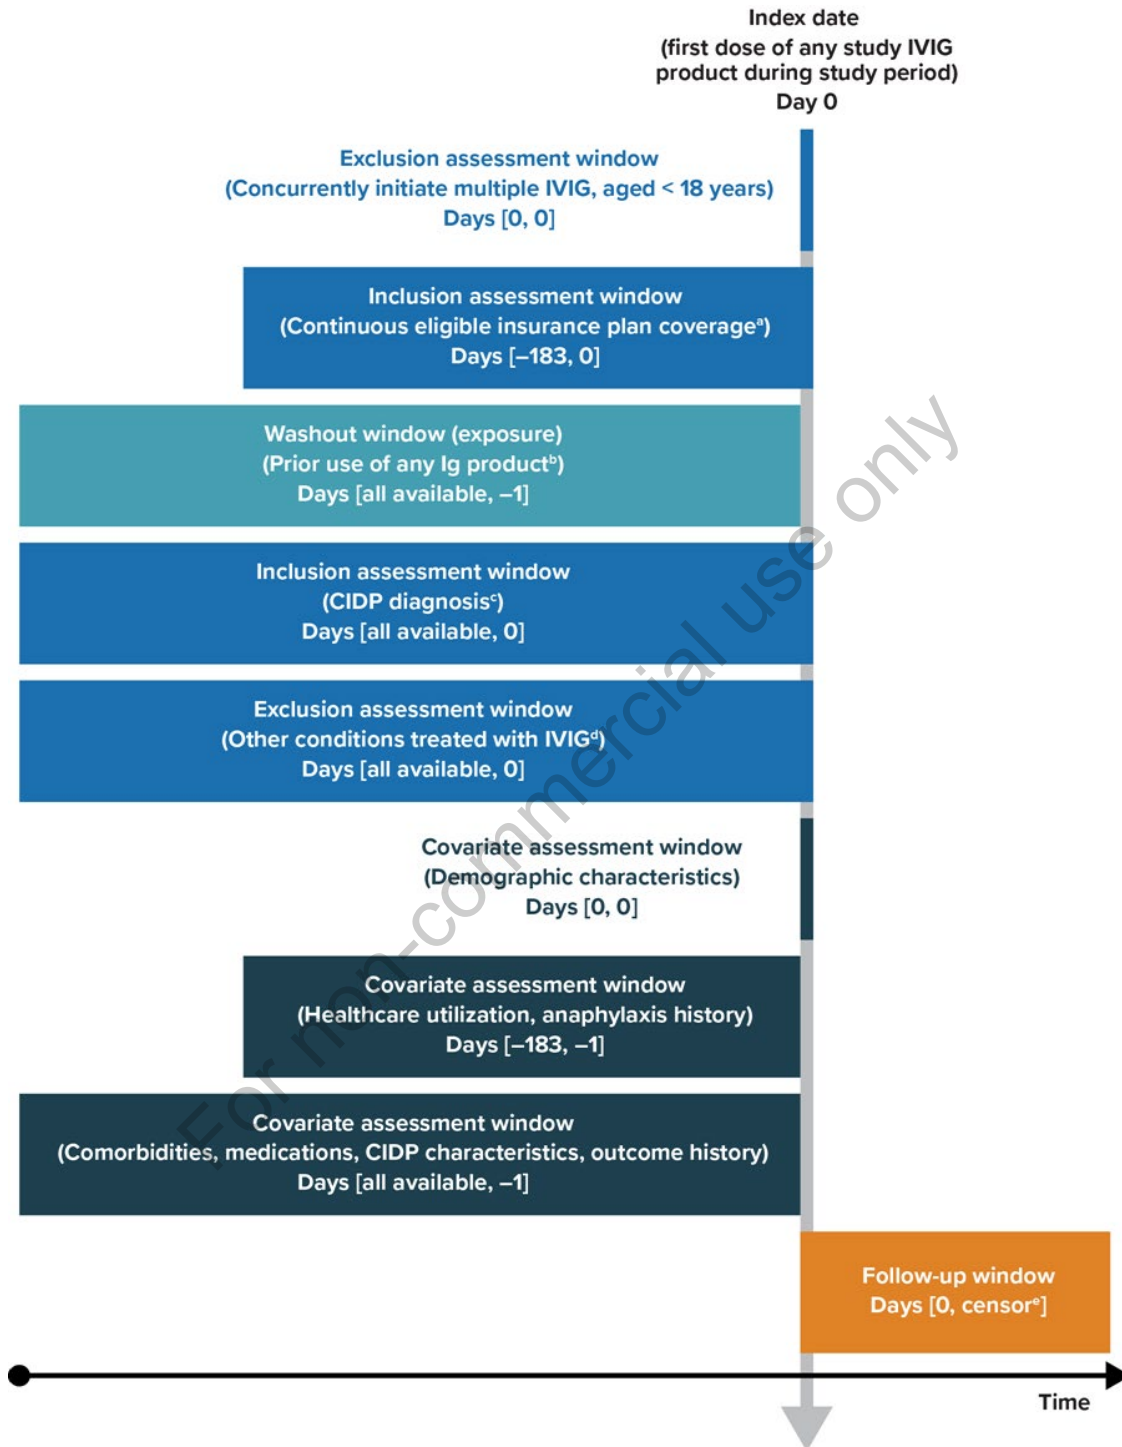 Index date
(first dose of any study IVIG
product during study period)
Day 0
Exclusion assessment window
(Concurrently initiate multiple IVIG, aged < 18 years)
Days [0, 0]
Inclusion assessment window
(Continuous eligible insurance plan coverageᵃ)
Days [–183, 0]
Washout window (exposure)
(Prior use of any Ig productᵇ)
Days [all available, –1]
Inclusion assessment window
(CIDP diagnosisᶜ)
Days [all available, 0]
Exclusion assessment window
(Other conditions treated with IVIGᵈ)
Days [all available, 0]
Covariate assessment window
(Demographic characteristics)
Days [0, 0]
Covariate assessment window
(Healthcare utilization, anaphylaxis history)
Days [–183, –1]
Covariate assessment window
(Comorbidities, medications, CIDP characteristics, outcome history)
Days [all available, –1]
Follow-up window
Days [0, censorᵉ]
Time
For non-commercial use only